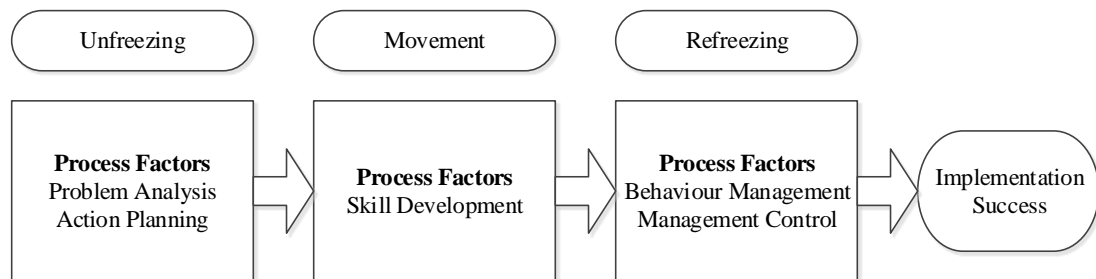 Unfreezing
Movement
Refreezing
Process Factors
Problem Analysis
Action Planning
Process Factors
Skill Development
Process Factors
Behaviour Management
Management Control
Implementation
Success